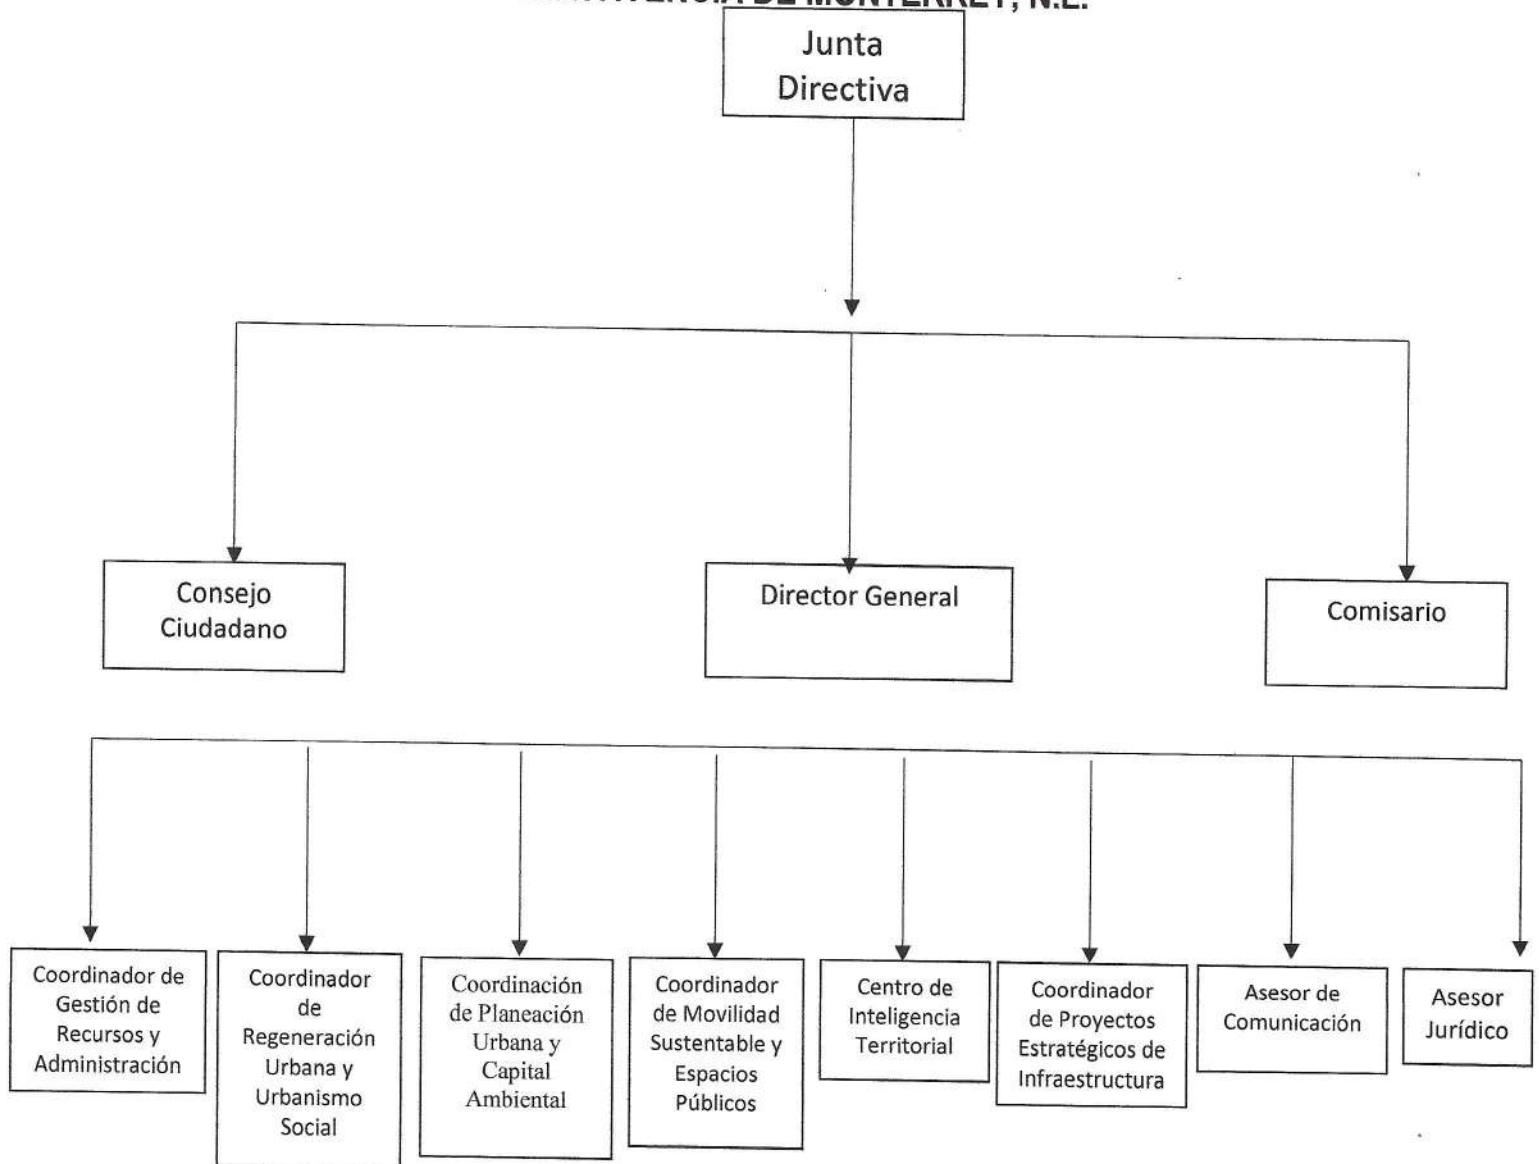 DE MONTERREY, N.L.
Junta
Directiva
Consejo
Ciudadano
Director General
Comisario
Coordinador de
Gestión de
Recursos y
Administración
Coordinador
de
Regeneración
Urbana y
Urbanismo
Social
Coordinación
de Planeación
Urbana y
Capital
Ambiental
Coordinador
de Movilidad
Sustentable y
Espacios
Públicos
Centro de
Inteligencia
Territorial
Coordinador
de Proyectos
Estratégicos de
Infraestructura
Asesor de
Comunicación
Asesor
Jurídico